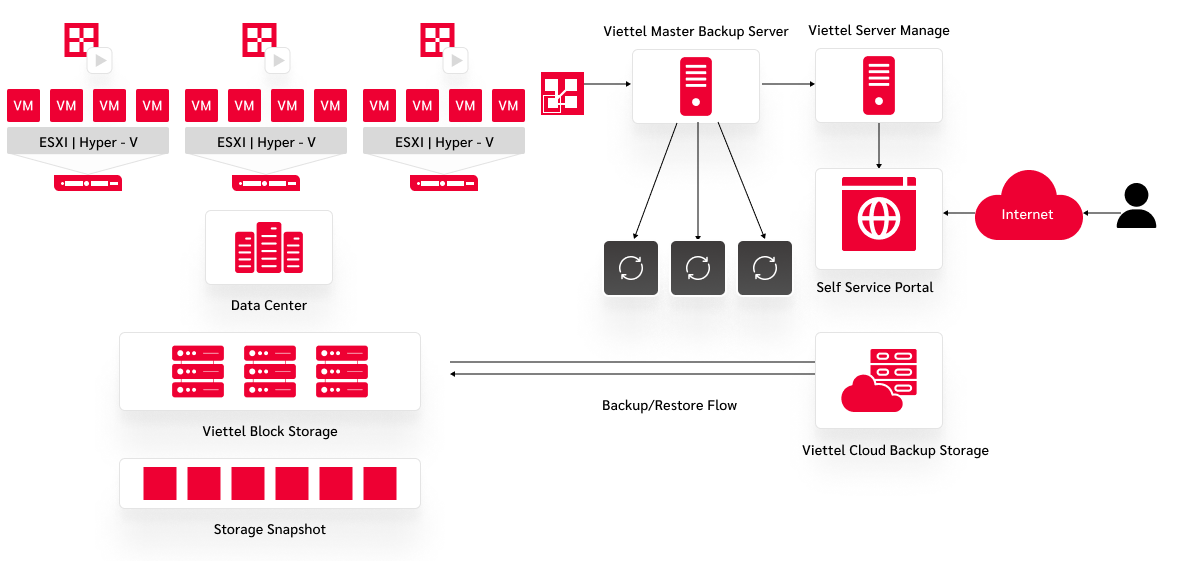 Viettel Master Backup Server
Viettel Server Manage
VM VM VM VM
VM VM VM VM
VM VM VM VM
ESXI | Hyper - V
ESXI | Hyper - V
ESXI | Hyper - V
Internet
Self Service Portal
Data Center
Backup/Restore Flow
Viettel Block Storage
Viettel Cloud Backup Storage
Storage Snapshot